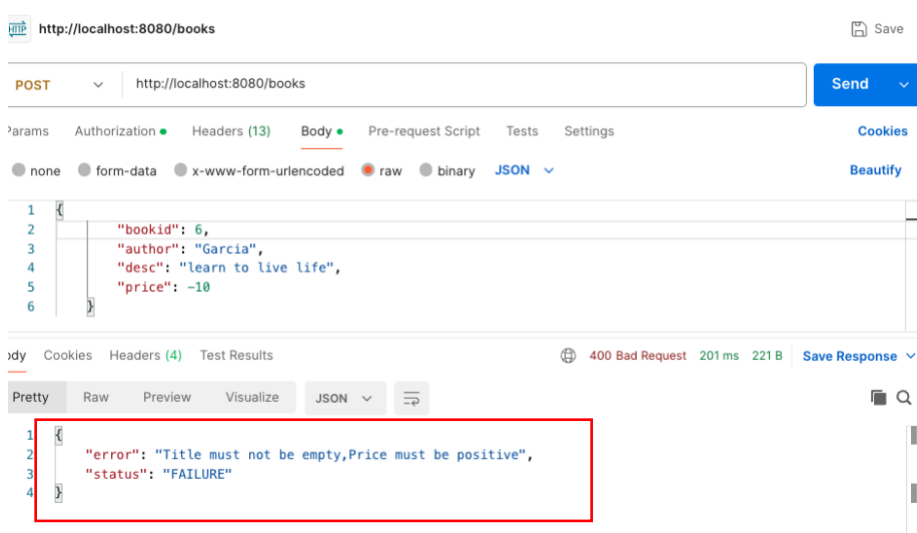 HTTP http://localhost:8080/books Save
POST http://localhost:8080/books Send
Params Authorization Headers (13) Body Pre-request Script Tests Settings Cookies
none form-data x-www-form-urlencoded raw binary JSON Beautify
1 {
2 "bookid": 6,
3 "author": "Garcia",
4 "desc": "learn to live life",
5 "price": -10
6 }
ody Cookies Headers (4) Test Results 400 Bad Request 201 ms 221 B Save Response
Pretty Raw Preview Visualize JSON
1 {
2 "error": "Title must not be empty,Price must be positive",
3 "status": "FAILURE"
4 }